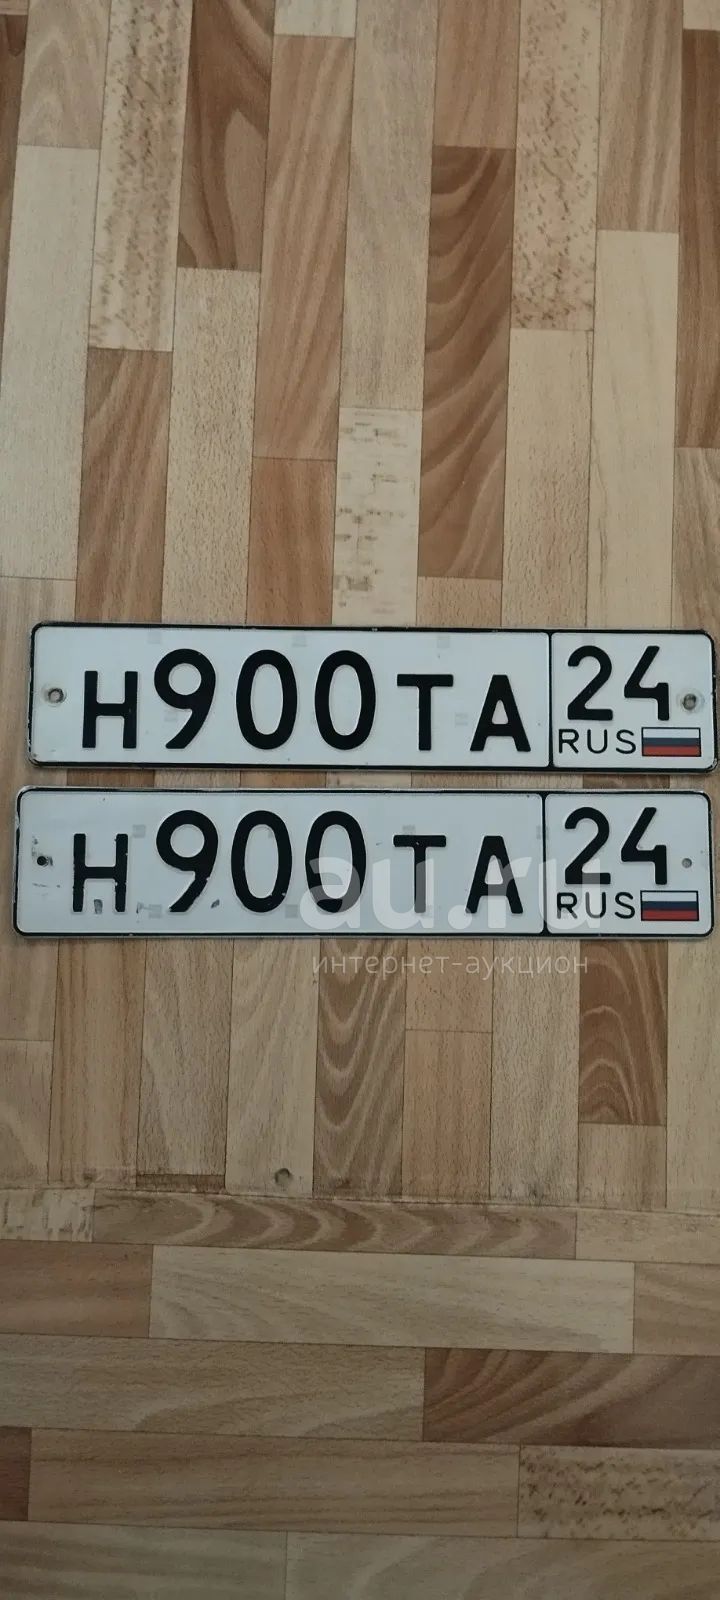 Н900ТА 24
RUS
Н900ТА 24
RUS
au.ru
интернет-аукцион